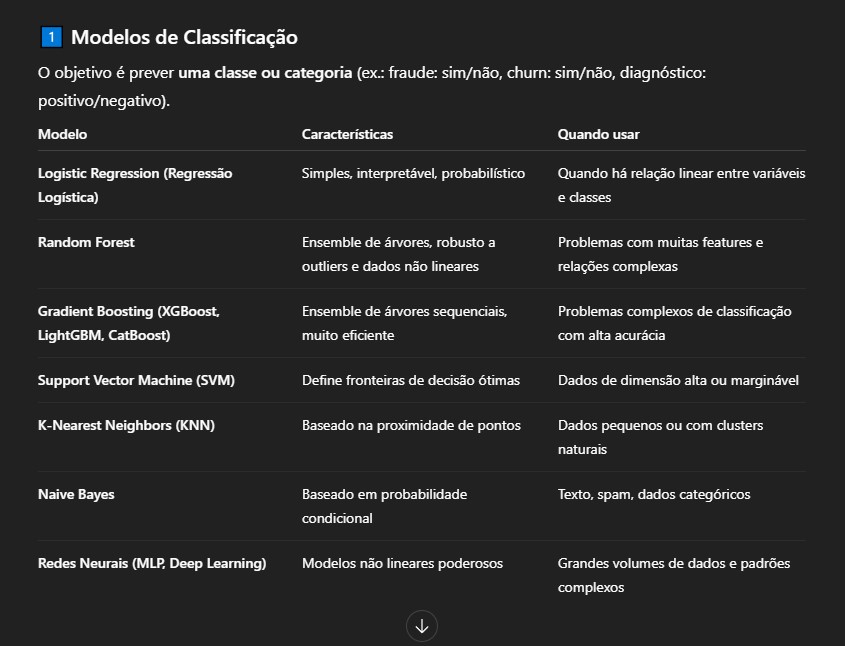 1 Modelos de Classificação
O objetivo é prever uma classe ou categoria (ex.: fraude: sim/não, churn: sim/não, diagnóstico:
positivo/negativo).
Modelo Características Quando usar
Logistic Regression (Regressão Simples, interpretável, probabilístico Quando há relação linear entre variáveis
Logística) e classes
Random Forest Ensemble de árvores, robusto a Problemas com muitas features e
outliers e dados não lineares relações complexas
Gradient Boosting (XGBoost, Ensemble de árvores sequenciais, Problemas complexos de classificação
LightGBM, CatBoost) muito eficiente com alta acurácia
Support Vector Machine (SVM) Define fronteiras de decisão ótimas Dados de dimensão alta ou marginável
K-Nearest Neighbors (KNN) Baseado na proximidade de pontos Dados pequenos ou com clusters
naturais
Naive Bayes Baseado em probabilidade Texto, spam, dados categóricos
condicional
Redes Neurais (MLP, Deep Learning) Modelos não lineares poderosos Grandes volumes de dados e padrões
complexos